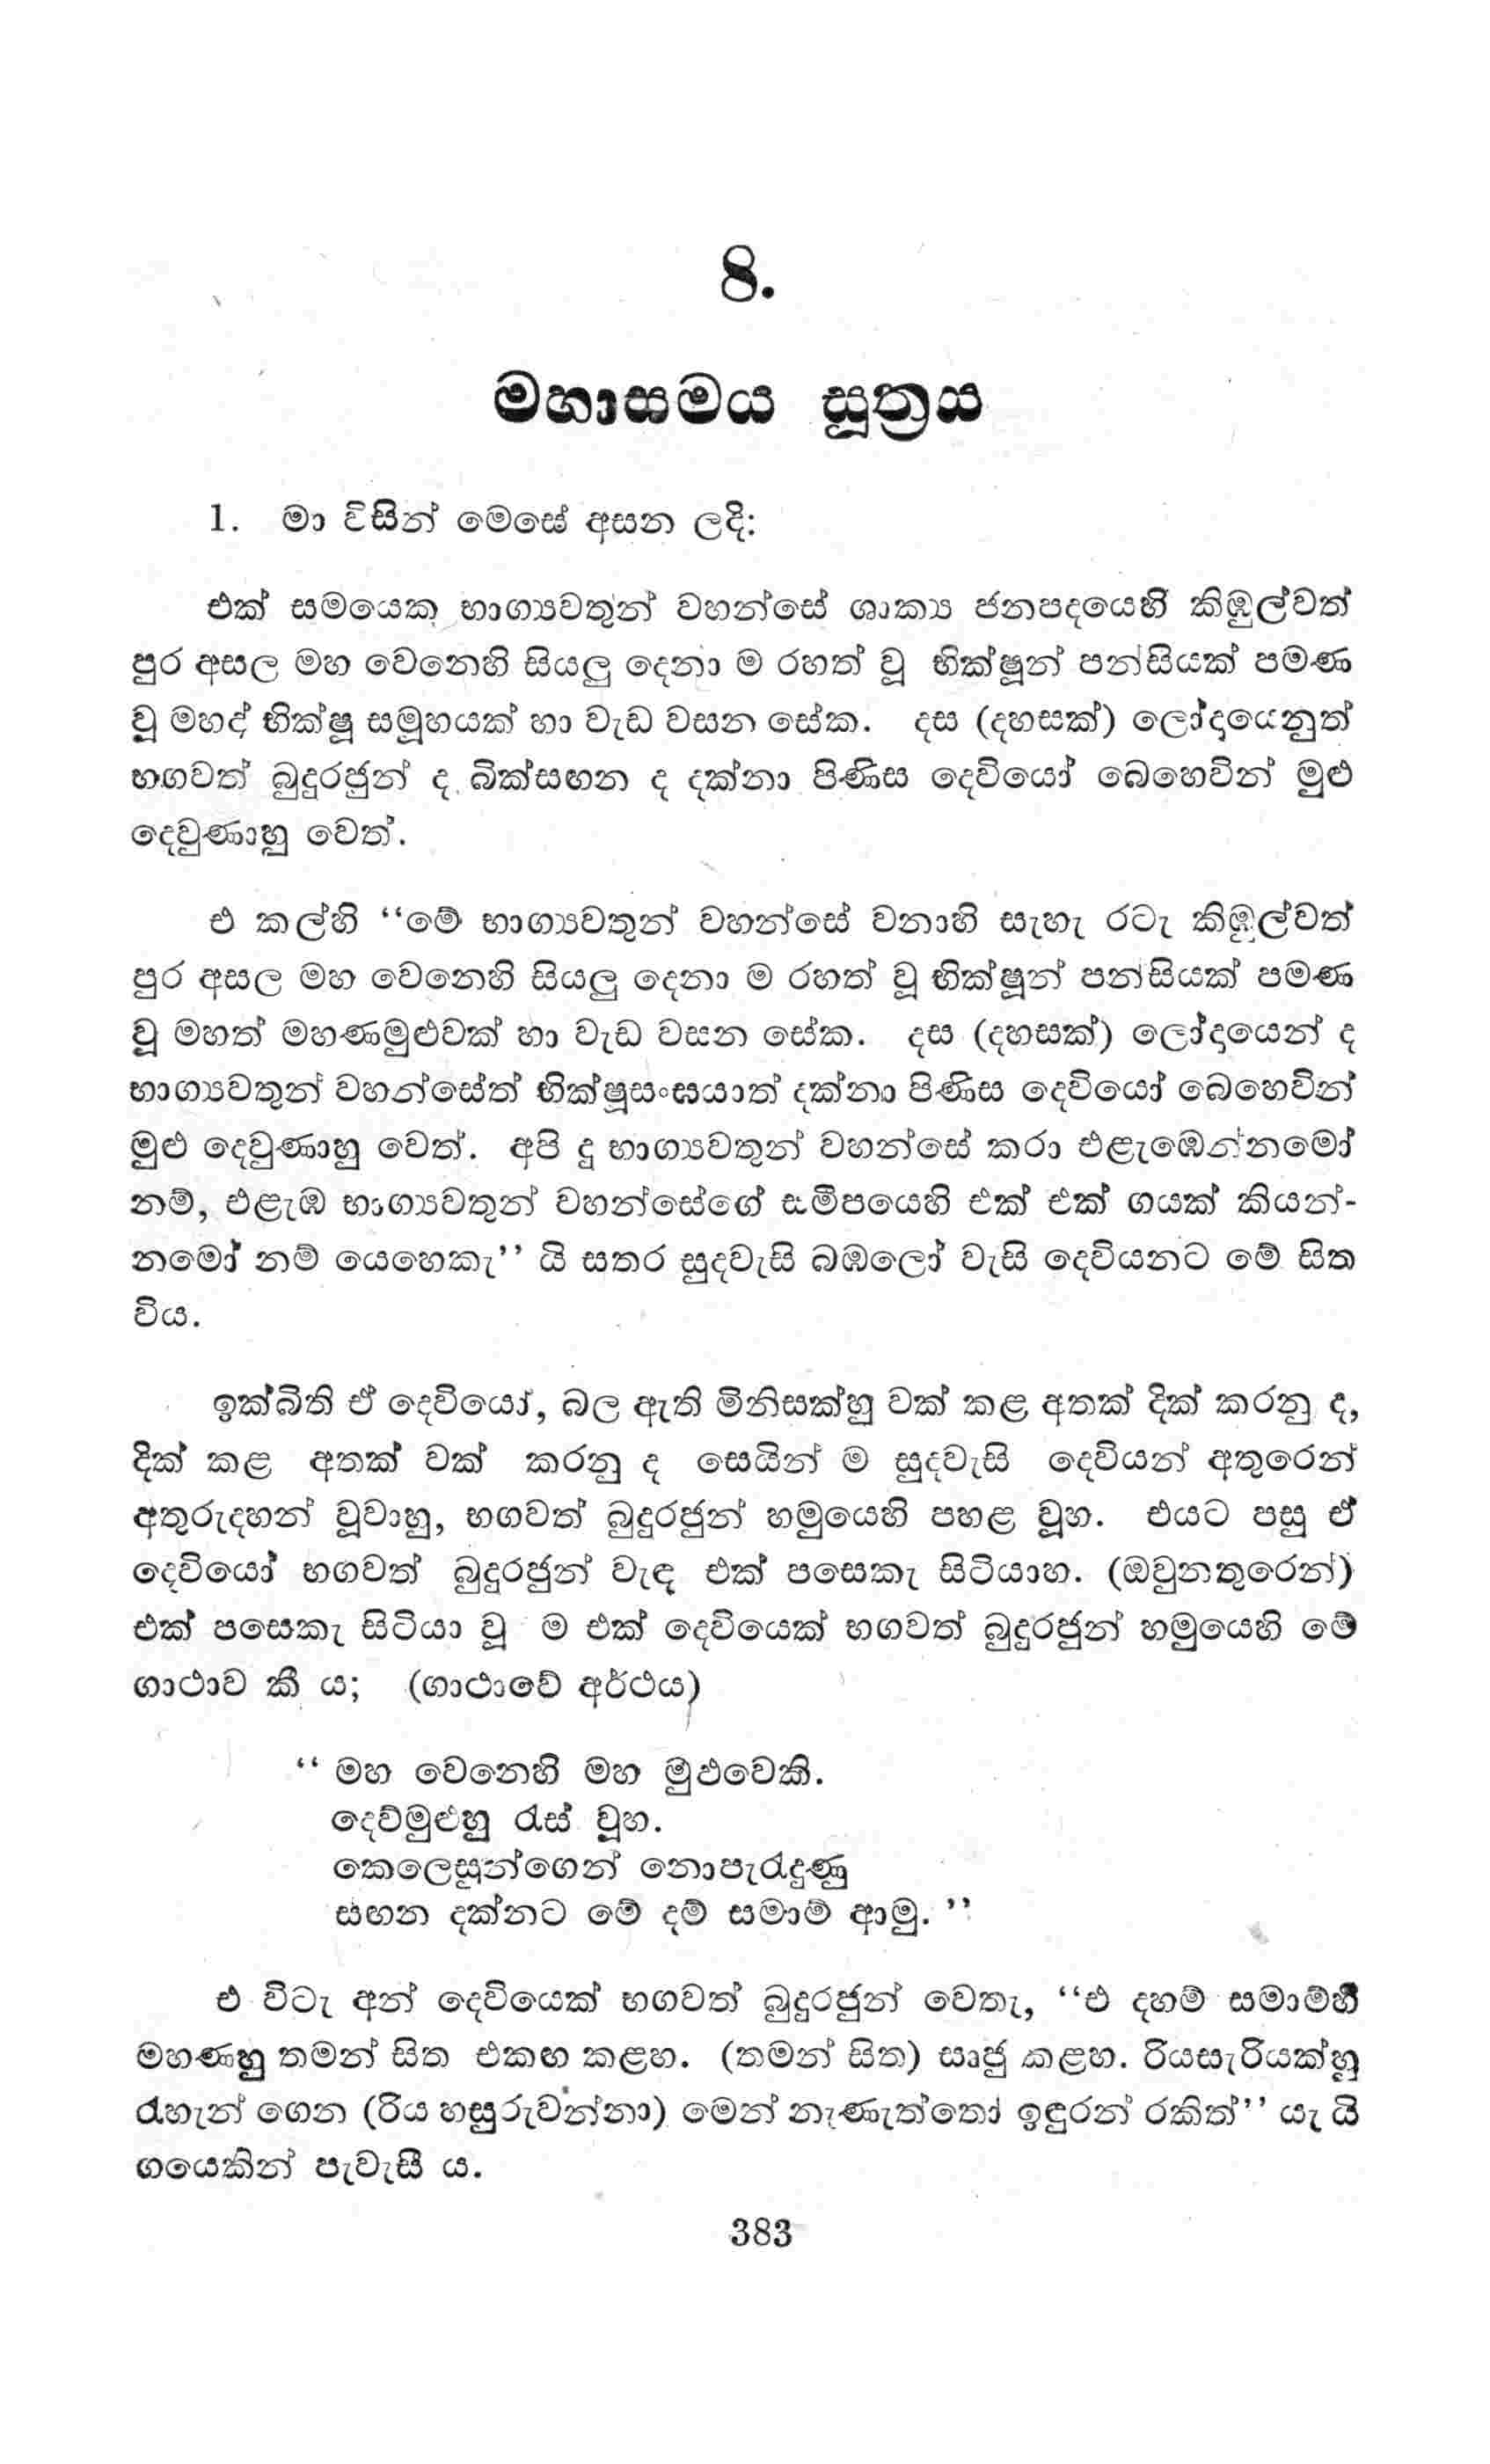 8.
මහාසමය සූත්‍රය
1. මා විසින් මෙසේ අසන ලදි:
එක් සමයෙක භාග්‍යවතුන් වහන්සේ ශාක්‍ය ජනපදයෙහි කිඹුල්වත්
පුර අසල මහ වෙනෙහි සියලු දෙනා ම රහත් වූ භික්ෂූන් පන්සියක් පමණ
වූ මහද් භික්ෂූ සමූහයක් හා වැඩ වසන සේක. දස (දහසක්) ලෝදායෙනුත්
භගවත් බුදුරජුන් ද බික්සඟන ද දක්නා පිණිස දෙවියෝ බෙහෙවින් මුළු
දෙවුණාහු වෙත්.
එ කල්හි “මේ භාග්‍යවතුන් වහන්සේ වනාහි සැහැ රටැ කිඹුල්වත්
පුර අසල මහ වෙනෙහි සියලු දෙනා ම රහත් වූ භික්ෂූන් පන්සියක් පමණ
වූ මහත් මහණමුළුවක් හා වැඩ වසන සේක. දස (දහසක්) ලෝදායෙන් ද
භාග්‍යවතුන් වහන්සේත් භික්ෂූසංඝයාත් දක්නා පිණිස දෙවියෝ බෙහෙවින්
මුළු දෙවුණාහු වෙත්. අපි දු භාග්‍යවතුන් වහන්සේ කරා එළැඹෙන්නමෝ
නම්, එළැඹ භාග්‍යවතුන් වහන්සේගේ සමීපයෙහි එක් එක් ගයක් කියන්-
නමෝ නම් යෙහෙකැ” යි සතර සුදවැසි බඹලෝ වැසි දෙවියනට මේ සිත
විය.
ඉක්බිති ඒ දෙවියෝ, බල ඇති මිනිසක්හු වක් කළ අතක් දික් කරනු ද,
දික් කළ අතක් වක් කරනු ද සෙයින් ම සුදවැසි දෙවියන් අතුරෙන්
අතුරුදහන් වූවාහු, භගවත් බුදුරජුන් හමුයෙහි පහළ වූහ. එයට පසු ඒ
දෙවියෝ භගවත් බුදුරජුන් වැඳ එක් පසෙකැ සිටියාහ. (ඔවුනතුරෙන්)
එක් පසෙකැ සිටියා වූ ම එක් දෙවියෙක් භගවත් බුදුරජුන් හමුයෙහි මේ
ගාථාව කී ය; (ගාථාවේ අර්ථය)
“ මහ වෙනෙහි මහ මුළුවෙකි.
දෙව්මුළුහු රැස් වූහ.
කෙලෙසුන්ගෙන් නොපැරැදුණු
සඟන දක්නට මේ දම් සමාම් ආමු. ”
එ විටැ අන් දෙවියෙක් භගවත් බුදුරජුන් වෙතැ, “එ දහම් සමාම්හි
මහණහු තමන් සිත එකඟ කළහ. (තමන් සිත) සෘජු කළහ. රියසැරියක්හු
රැහැන් ගෙන (රිය හසුරුවන්නා) මෙන් නැණැත්තෝ ඉඳුරන් රකිත්” යැ යි
ගයෙකින් පැවැසී ය.
383